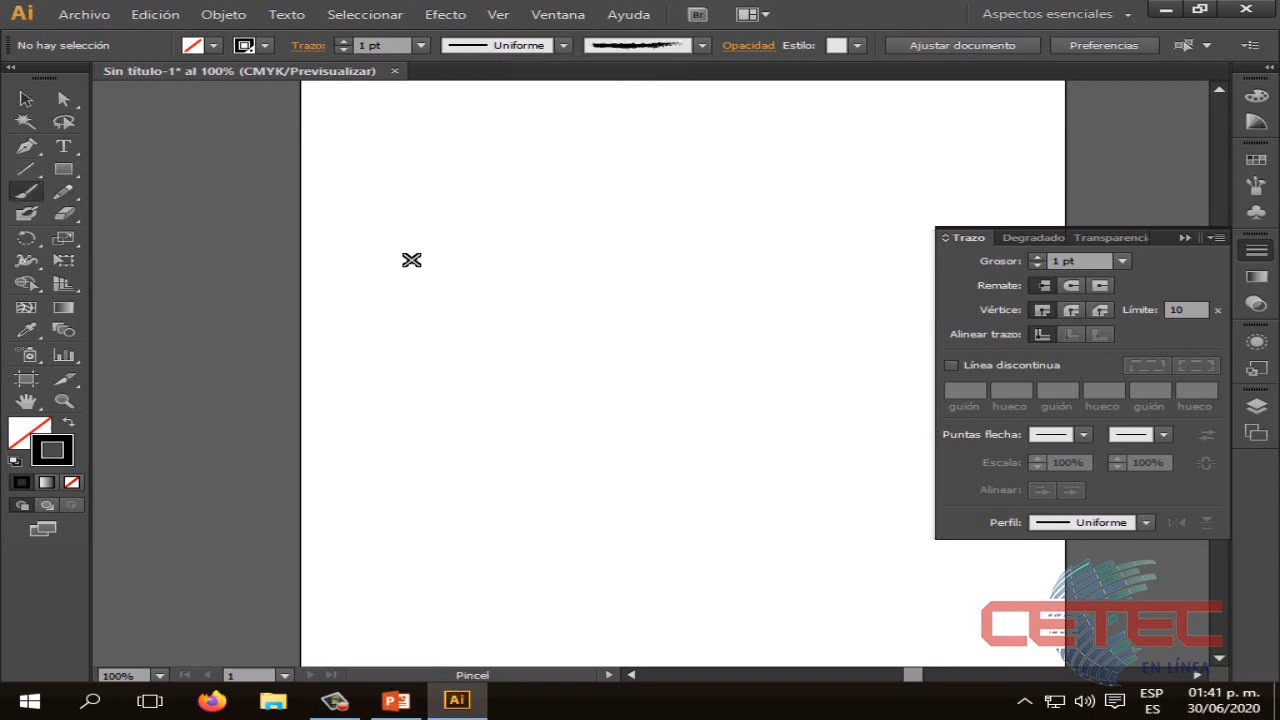 Ai Archivo Edición Objeto Texto Seleccionar Efecto Ver Ventana Ayuda Br Aspectos esenciales
No hay selección Trazo: 1 pt Uniforme Opacidad Estilo: Ajustar documento Preferencias
Sin título-1* al 100% (CMYK/Previsualizar) ×
Trazo Degradado Transparenci
Grosor: 1 pt
Remate:
Vértice: Límite: 10 x
Alinear trazo:
Línea discontinua
guión hueco guión hueco guión hueco
Puntas flecha:
Escala: 100% 100%
Alinear:
Perfil: Uniforme
CETEC
EN LÍNEA
100% 1 Pincel
Ai ESP 01:41 p. m.
ES 30/06/2020